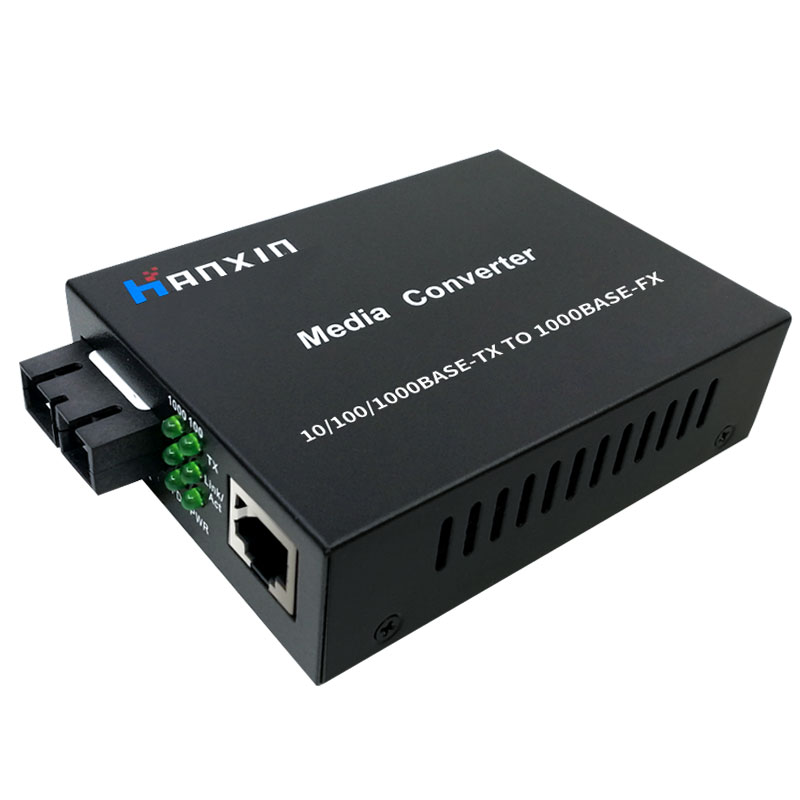 HANXIN
Media Converter
10/100/1000BASE-TX TO 1000BASE-FX
1000 100
TX
Link/
Act
PWR